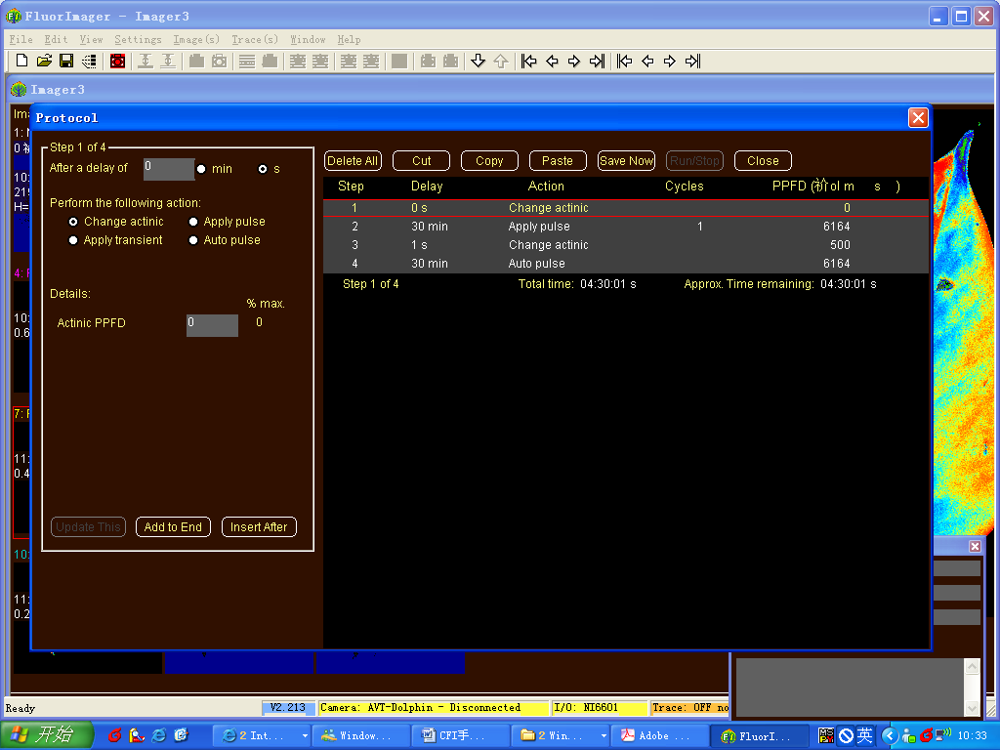 FluorImager - Imager3
File Edit View Settings Image(s) Trace(s) Window Help
Imager3
Protocol
Step 1 of 4
After a delay of 0 min s
Perform the following action:
Change actinic Apply pulse
Apply transient Auto pulse
Details:
% max.
Actinic PPFD 0 0
Update This Add to End Insert After
Delete All Cut Copy Paste Save Now Run/Stop Close
Step Delay Action Cycles PPFD
1 0 s Change actinic 0
2 30 min Apply pulse 1 6164
3 1 s Change actinic 500
4 30 min Auto pulse 6164
Step 1 of 4 Total time: 04:30:01 s Approx. Time remaining: 04:30:01 s
Ready V2.213 Camera: AVT-Dolphin - Disconnected I/O: NI6601 Trace: OFF
开始 2 Int... Window... CFI手... 2 Win... Adobe ... FluorI... 英 10:33